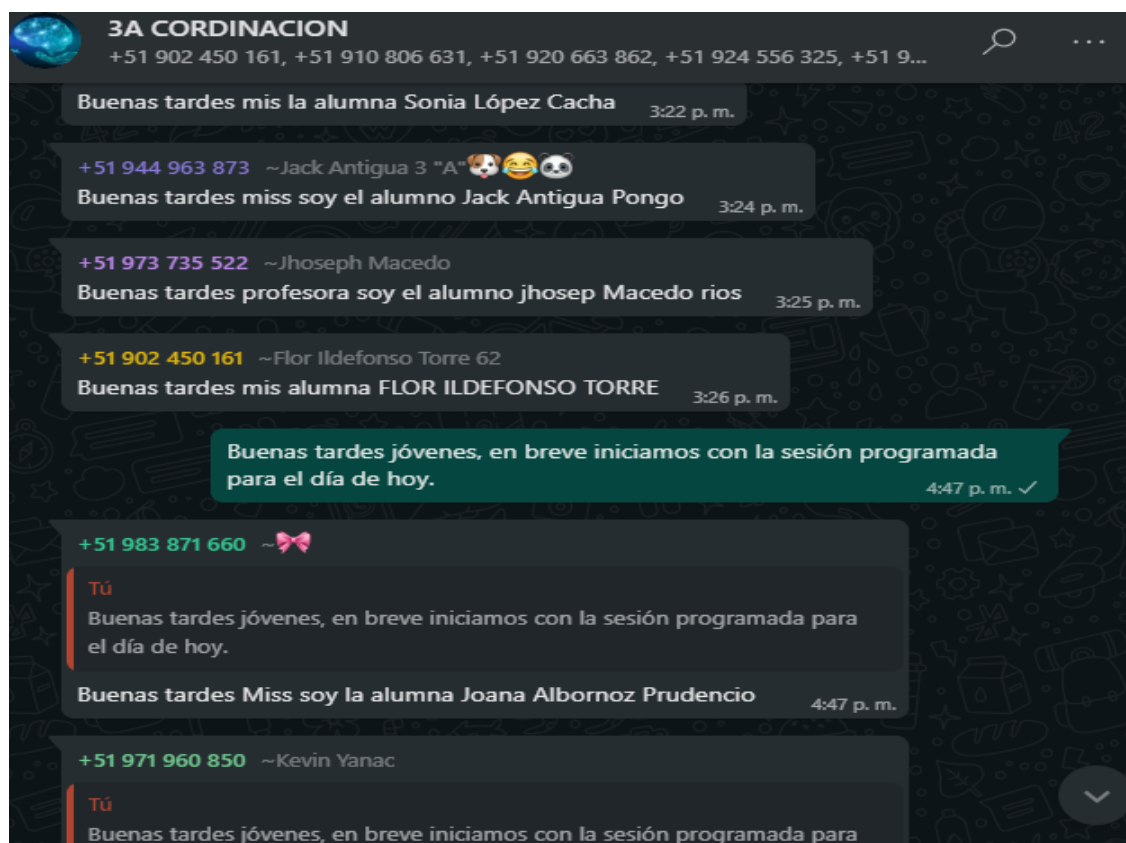 3A CORDINACION
+51 902 450 161, +51 910 806 631, +51 920 663 862, +51 924 556 325, +51 9...
Buenas tardes mis la alumna Sonia López Cacha 3:22 p. m.
+51 944 963 873 ~Jack Antigua 3 "A"🐶😂🐼
Buenas tardes miss soy el alumno Jack Antigua Pongo 3:24 p. m.
+51 973 735 522 ~Jhoseph Macedo
Buenas tardes profesora soy el alumno jhosep Macedo rios 3:25 p. m.
+51 902 450 161 ~Flor Ildefonso Torre 62
Buenas tardes mis alumna FLOR ILDEFONSO TORRE 3:26 p. m.
Buenas tardes jóvenes, en breve iniciamos con la sesión programada
para el día de hoy. 4:47 p. m.
+51 983 871 660 ~🎀
Tú
Buenas tardes jóvenes, en breve iniciamos con la sesión programada para
el día de hoy.
Buenas tardes Miss soy la alumna Joana Albornoz Prudencio 4:47 p. m.
+51 971 960 850 ~Kevin Yanac
Tú
Buenas tardes jóvenes, en breve iniciamos con la sesión programada para